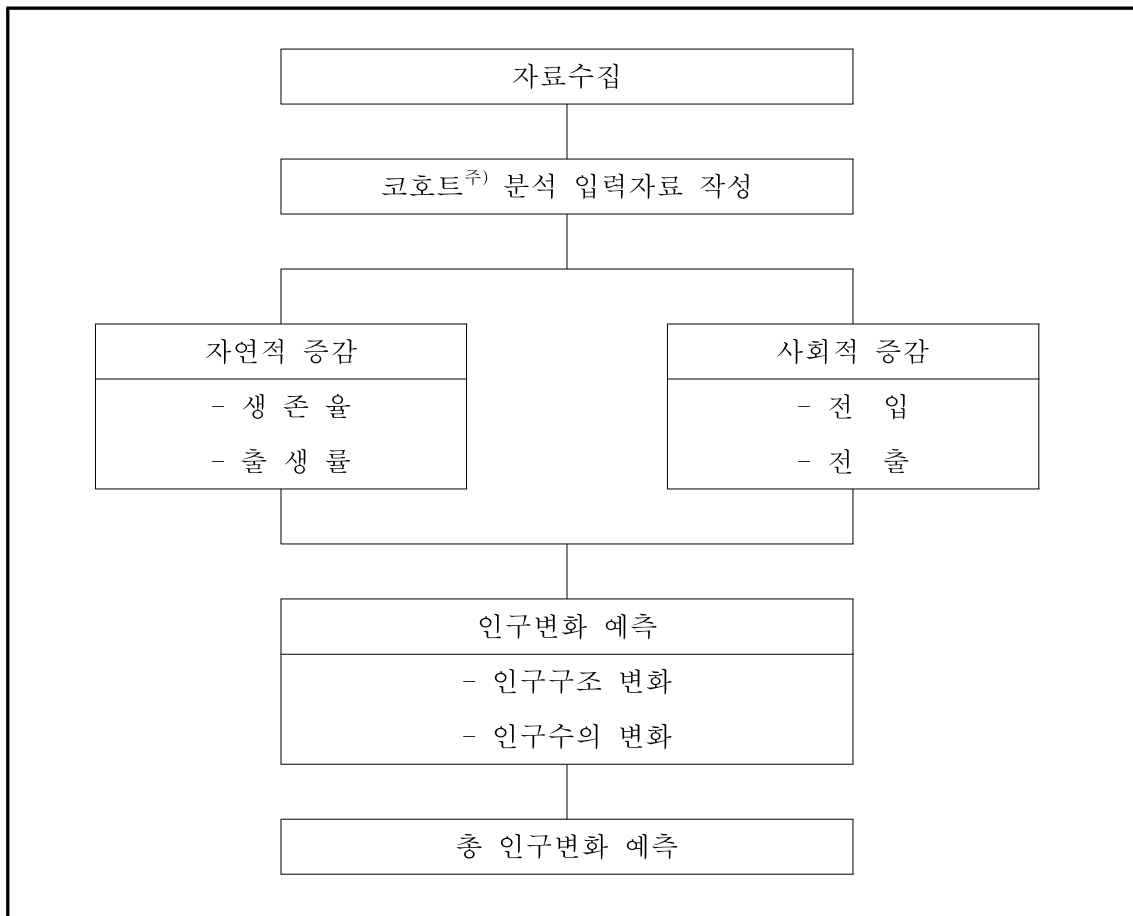 자료수집
코호트주) 분석 입력자료 작성
자연적 증감
- 생 존 율
- 출 생 률
사회적 증감
- 전 입
- 전 출
인구변화 예측
- 인구구조 변화
- 인구수의 변화
총 인구변화 예측